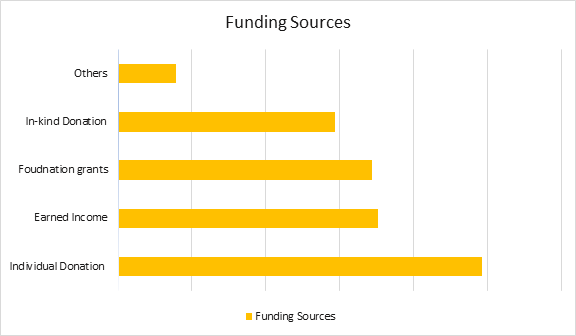 Funding Sources
Others
In-kind Donation
Foudnation grants
Earned Income
Individual Donation
Funding Sources